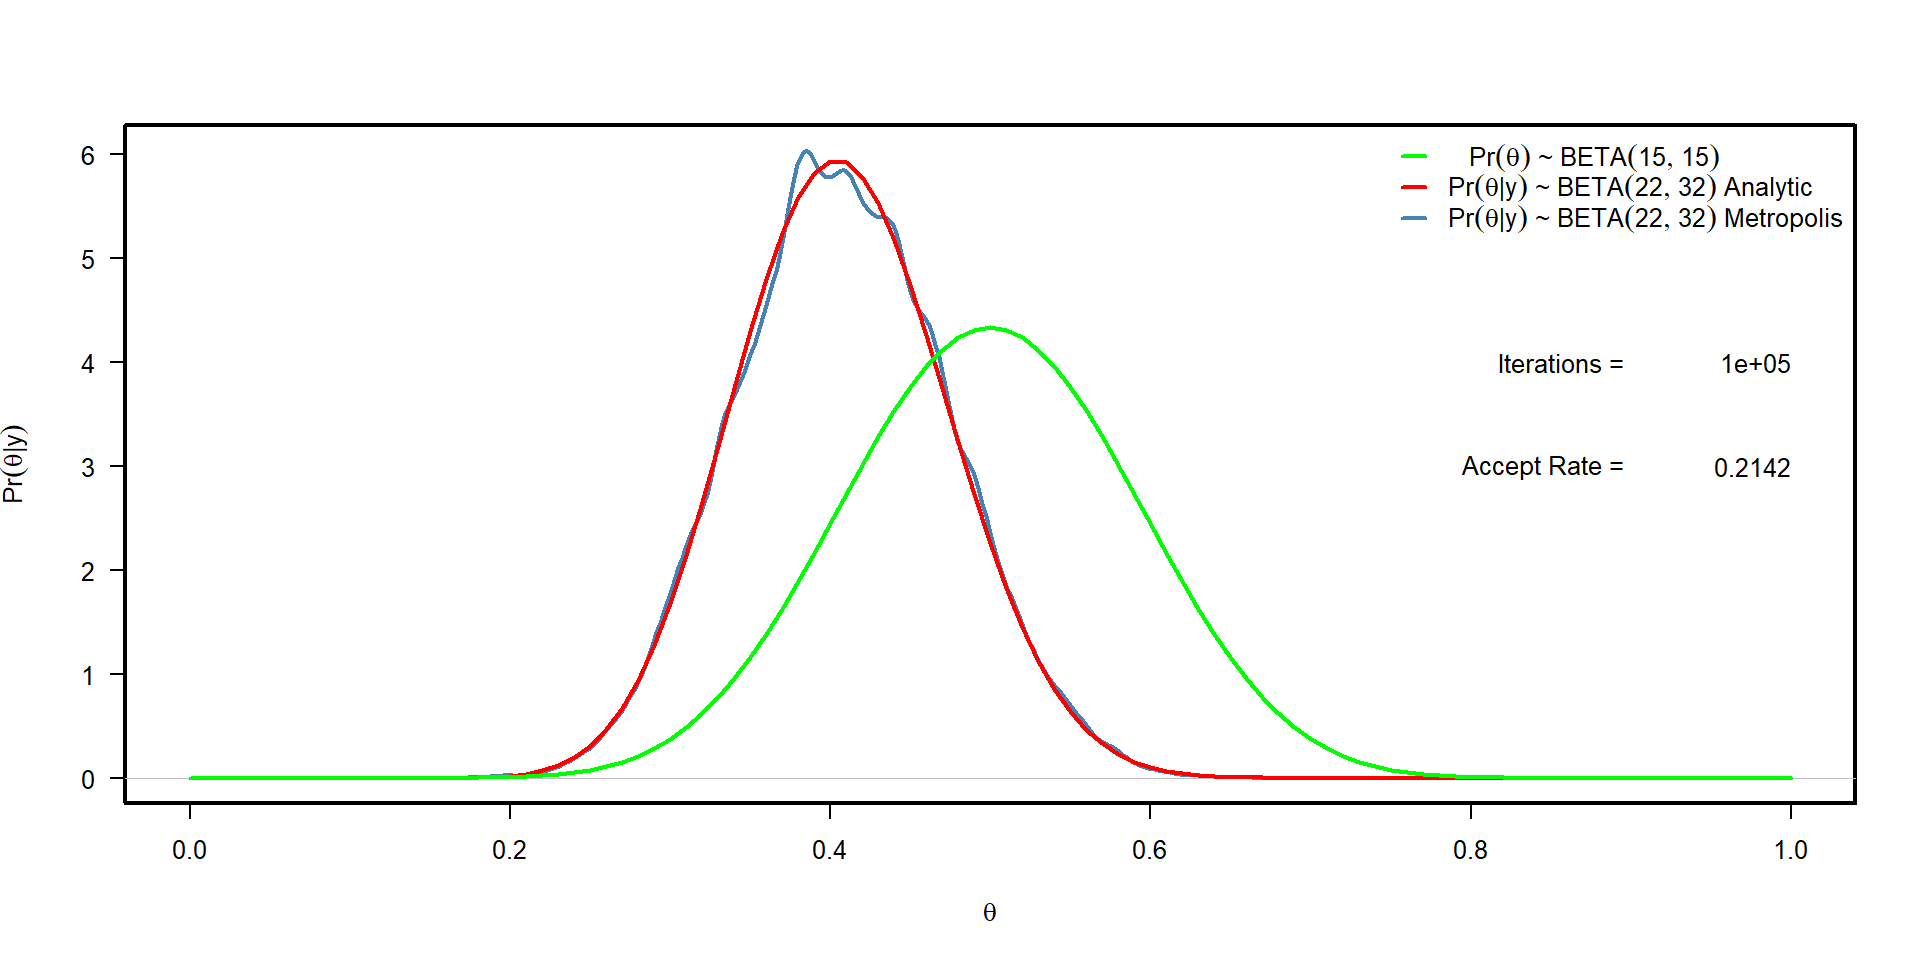 Pr(θ) ~ BETA(15, 15)
Pr(θ|y) ~ BETA(22, 32) Analytic
Pr(θ|y) ~ BETA(22, 32) Metropolis
Iterations = 1e+05
Accept Rate = 0.2142
Pr(θ|y)
6
5
4
3
2
1
0
0.0 0.2 0.4 0.6 0.8 1.0
θ